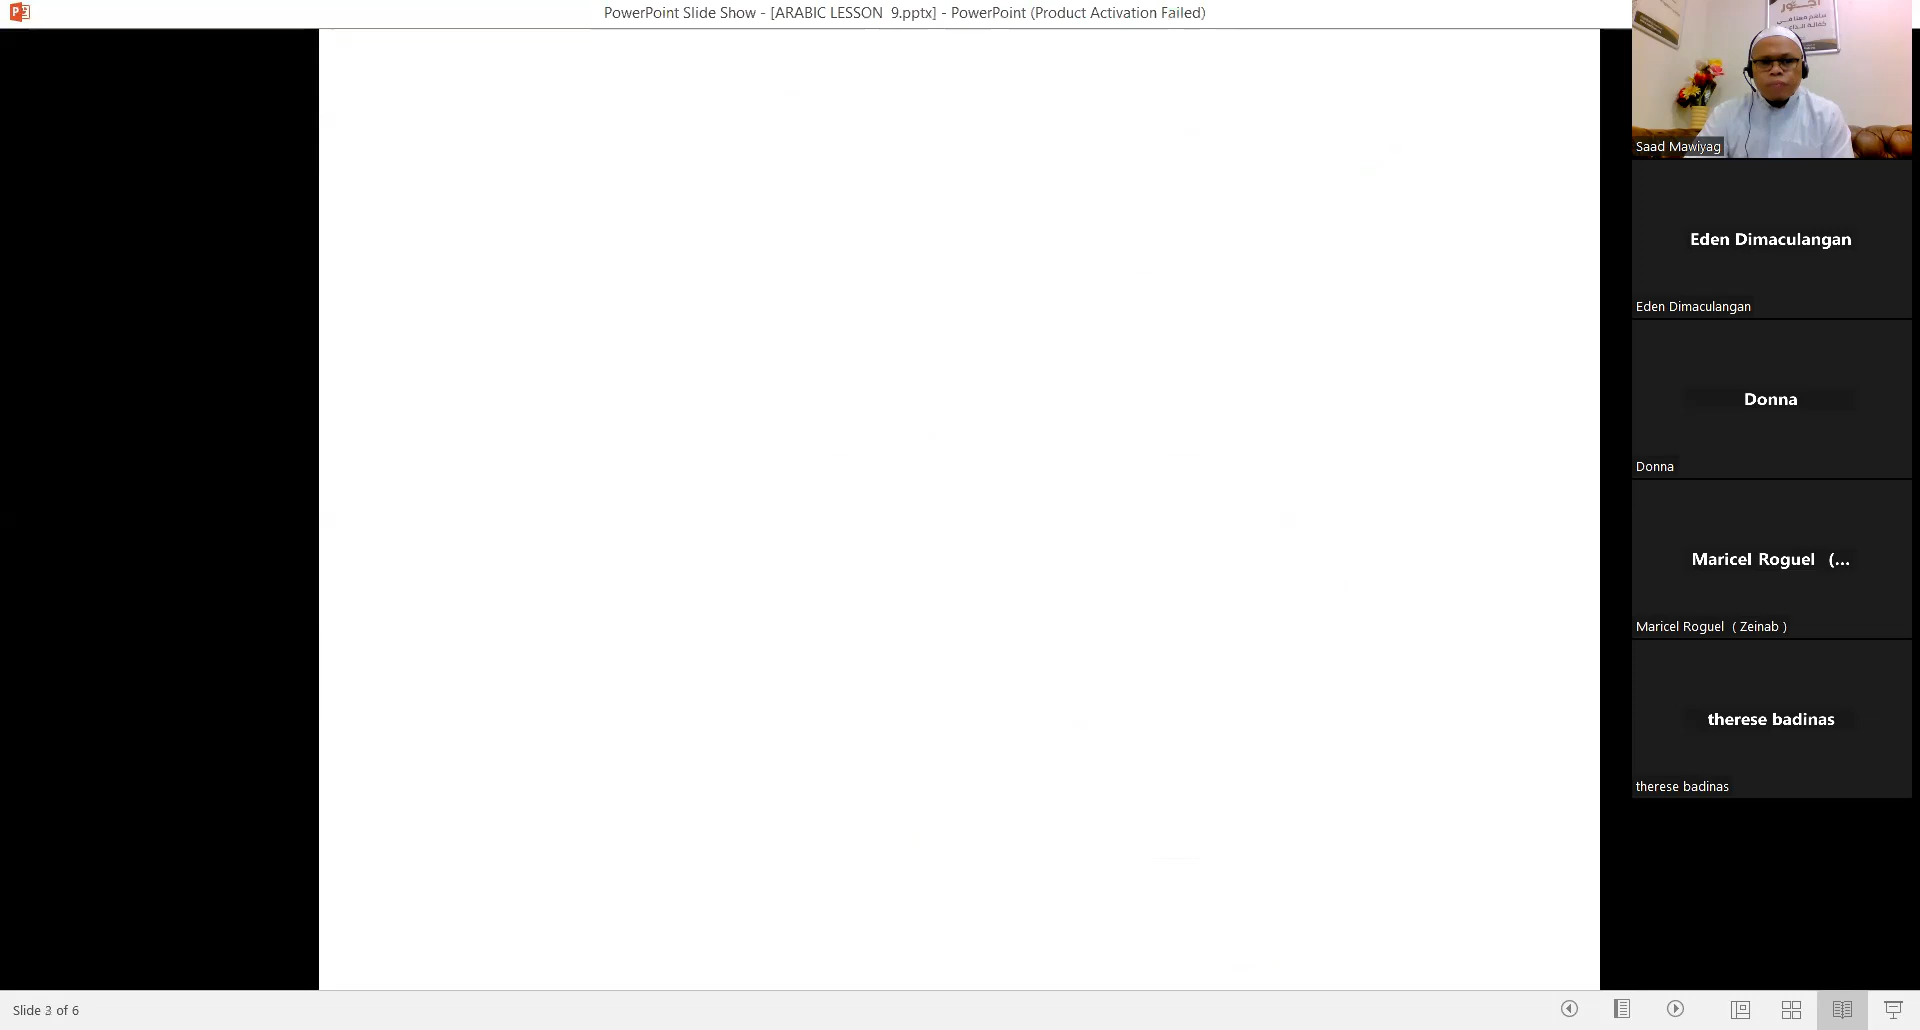 PowerPoint Slide Show - [ARABIC LESSON 9.pptx] - PowerPoint (Product Activation Failed)
Saad Mawiyag
Eden Dimaculangan
Eden Dimaculangan
Donna
Donna
Maricel Roguel (...
Maricel Roguel ( Zeinab )
therese badinas
therese badinas
Slide 3 of 6